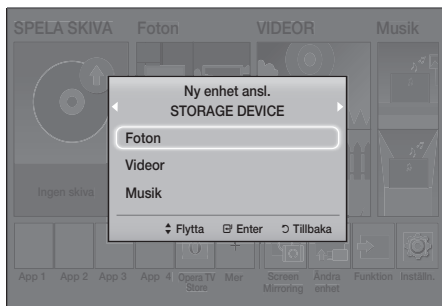 SPELA SKIVA Foton VIDEOR Musik
Ny enhet ansl.
STORAGE DEVICE
Foton
Videor
Musik
Flytta Enter Tillbaka
Ingen skiva
App 1 App 2 App 3 App 4 Opera TV Store Mer Screen Mirroring Ändra enhet Funktion Inställn.